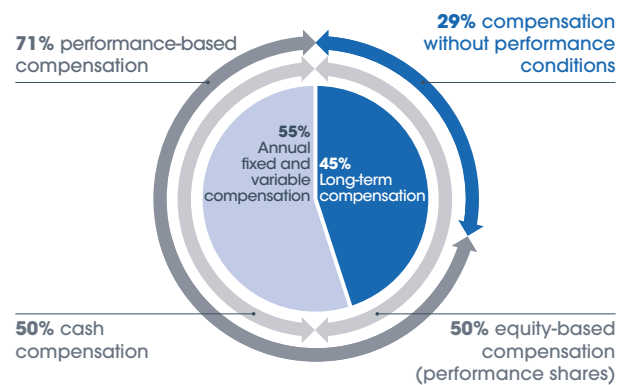 71% performance-based
compensation
29% compensation
without performance
conditions
55%
Annual
fixed and
variable
compensation
45%
Long-term
compensation
50% cash
compensation
50% equity-based
compensation
(performance shares)